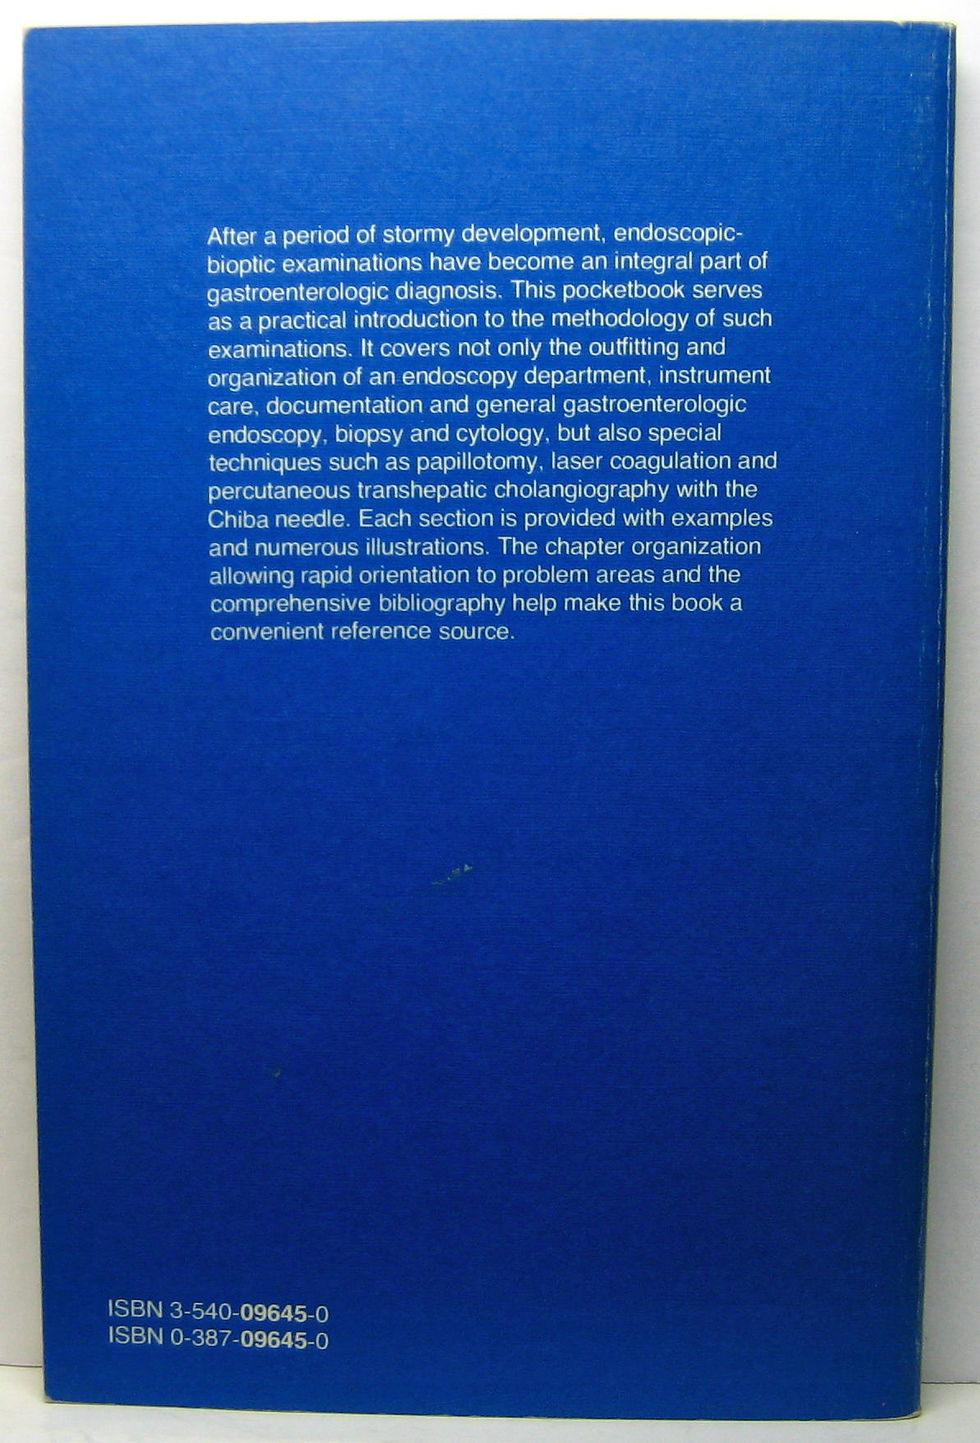 After a period of stormy development, endoscopic-
bioptic examinations have become an integral part of
gastroenterologic diagnosis. This pocketbook serves
as a practical introduction to the methodology of such
examinations. It covers not only the outfitting and
organization of an endoscopy department, instrument
care, documentation and general gastroenterologic
endoscopy, biopsy and cytology, but also special
techniques such as papillotomy, laser coagulation and
percutaneous transhepatic cholangiography with the
Chiba needle. Each section is provided with examples
and numerous illustrations. The chapter organization
allowing rapid orientation to problem areas and the
comprehensive bibliography help make this book a
convenient reference source.
ISBN 3-540-09645-0
ISBN 0-387-09645-0